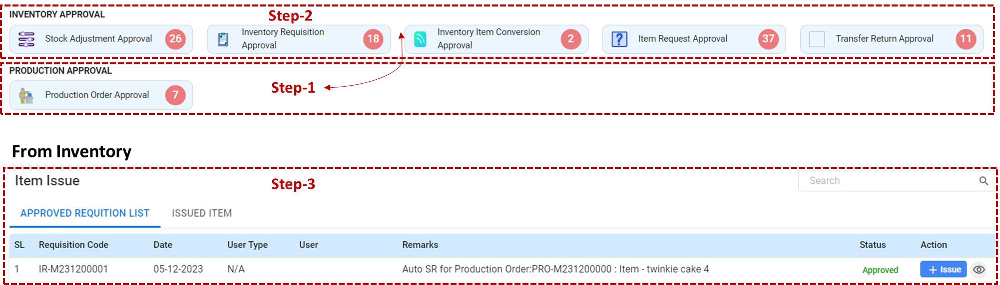 INVENTORY APPROVAL
Step-2
Stock Adjustment Approval 26
Inventory Requisition
Approval 18
Inventory Item Conversion
Approval 2
Item Request Approval 37
Transfer Return Approval 11
PRODUCTION APPROVAL
Step-1
Production Order Approval 7
From Inventory
Item Issue
Step-3
Search
APPROVED REQUITION LIST ISSUED ITEM
SL Requisition Code Date User Type User Remarks Status Action
1 IR-M231200001 05-12-2023 N/A Auto SR for Production Order:PRO-M231200000 : Item - twinkie cake 4 Approved + Issue